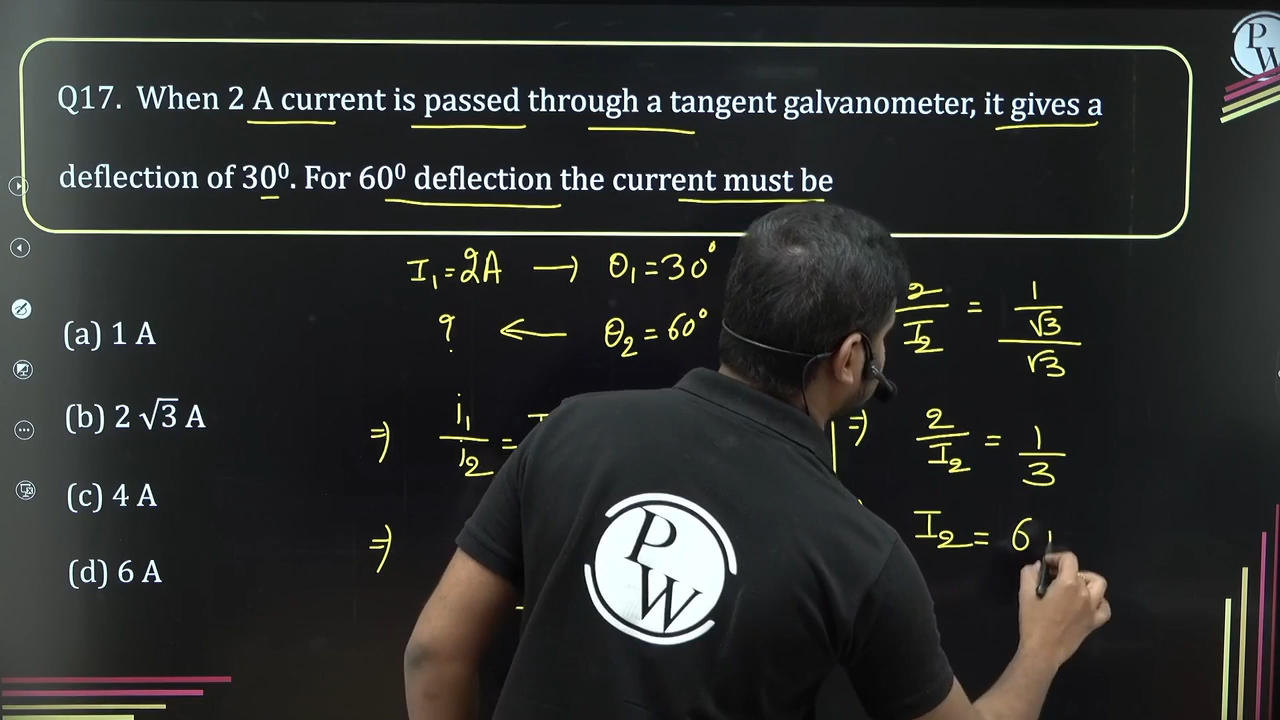 Q17. When 2 A current is passed through a tangent galvanometer, it gives a
deflection of 30⁰. For 60⁰ deflection the current must be
(a) 1 A
(b) 2 √3 A
(c) 4 A
(d) 6 A
I₁ = 2A → θ₁ = 30°
? ← θ₂ = 60°
⇒ i₁/i₂ =
⇒
2/I₂ = (1/√3)/√3
⇒ 2/I₂ = 1/3
I₂ = 6
PW
PW